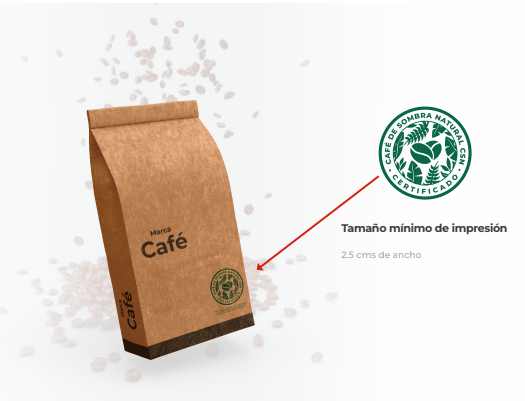 CAFÉ DE SOMBRA NATURAL CSN
• CERTIFICADO •
Tamaño mínimo de impresión
2.5 cms de ancho
Marca
Café
Marca
Café